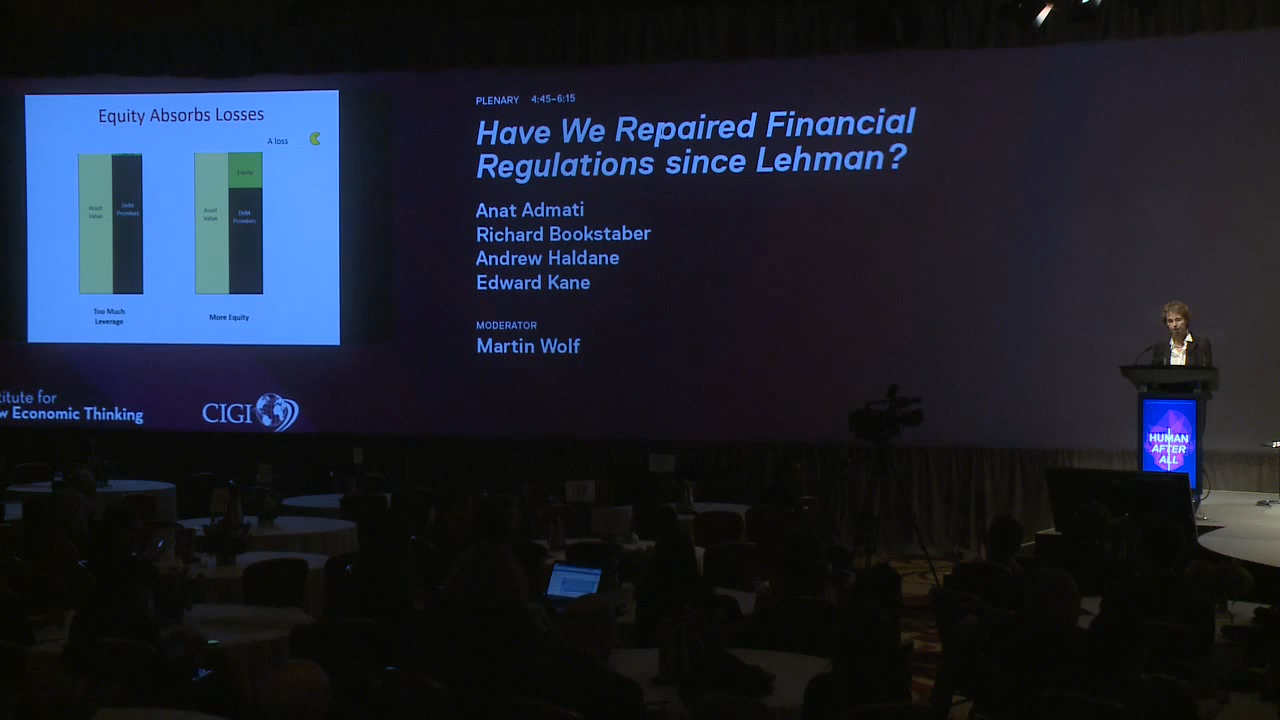 Equity Absorbs Losses
A loss
Equity
Asset
Value
Debt
Promises
Asset
Value
Debt
Promises
Too Much
Leverage
More Equity
titute for
w Economic Thinking
CIGI
PLENARY 4:45–6:15
Have We Repaired Financial
Regulations since Lehman?
Anat Admati
Richard Bookstaber
Andrew Haldane
Edward Kane
MODERATOR
Martin Wolf
HUMAN
AFTER
ALL